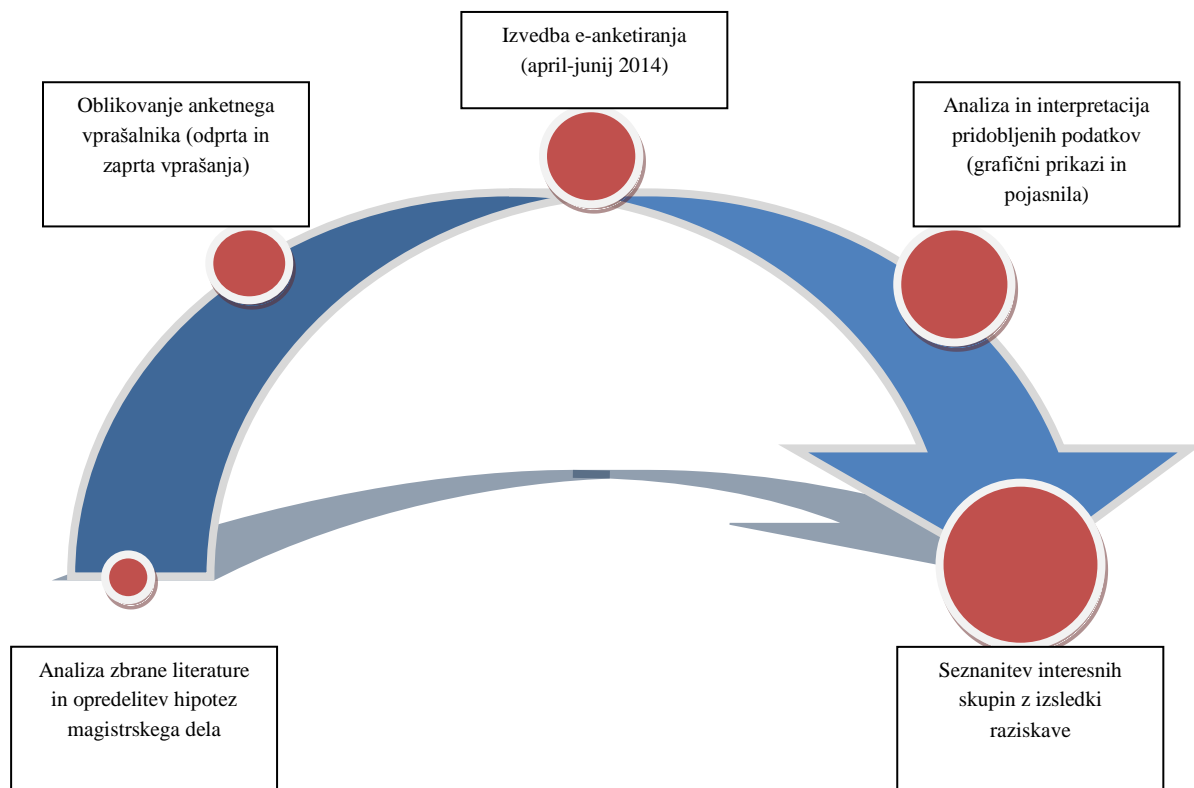 Izvedba e-anketiranja
(april-junij 2014)
Oblikovanje anketnega
vprašalnika (odprta in
zaprta vprašanja)
Analiza in interpretacija
pridobljenih podatkov
(grafični prikazi in
pojasnila)
Analiza zbrane literature
in opredelitev hipotez
magistrskega dela
Seznanitev interesnih
skupin z izsledki
raziskave